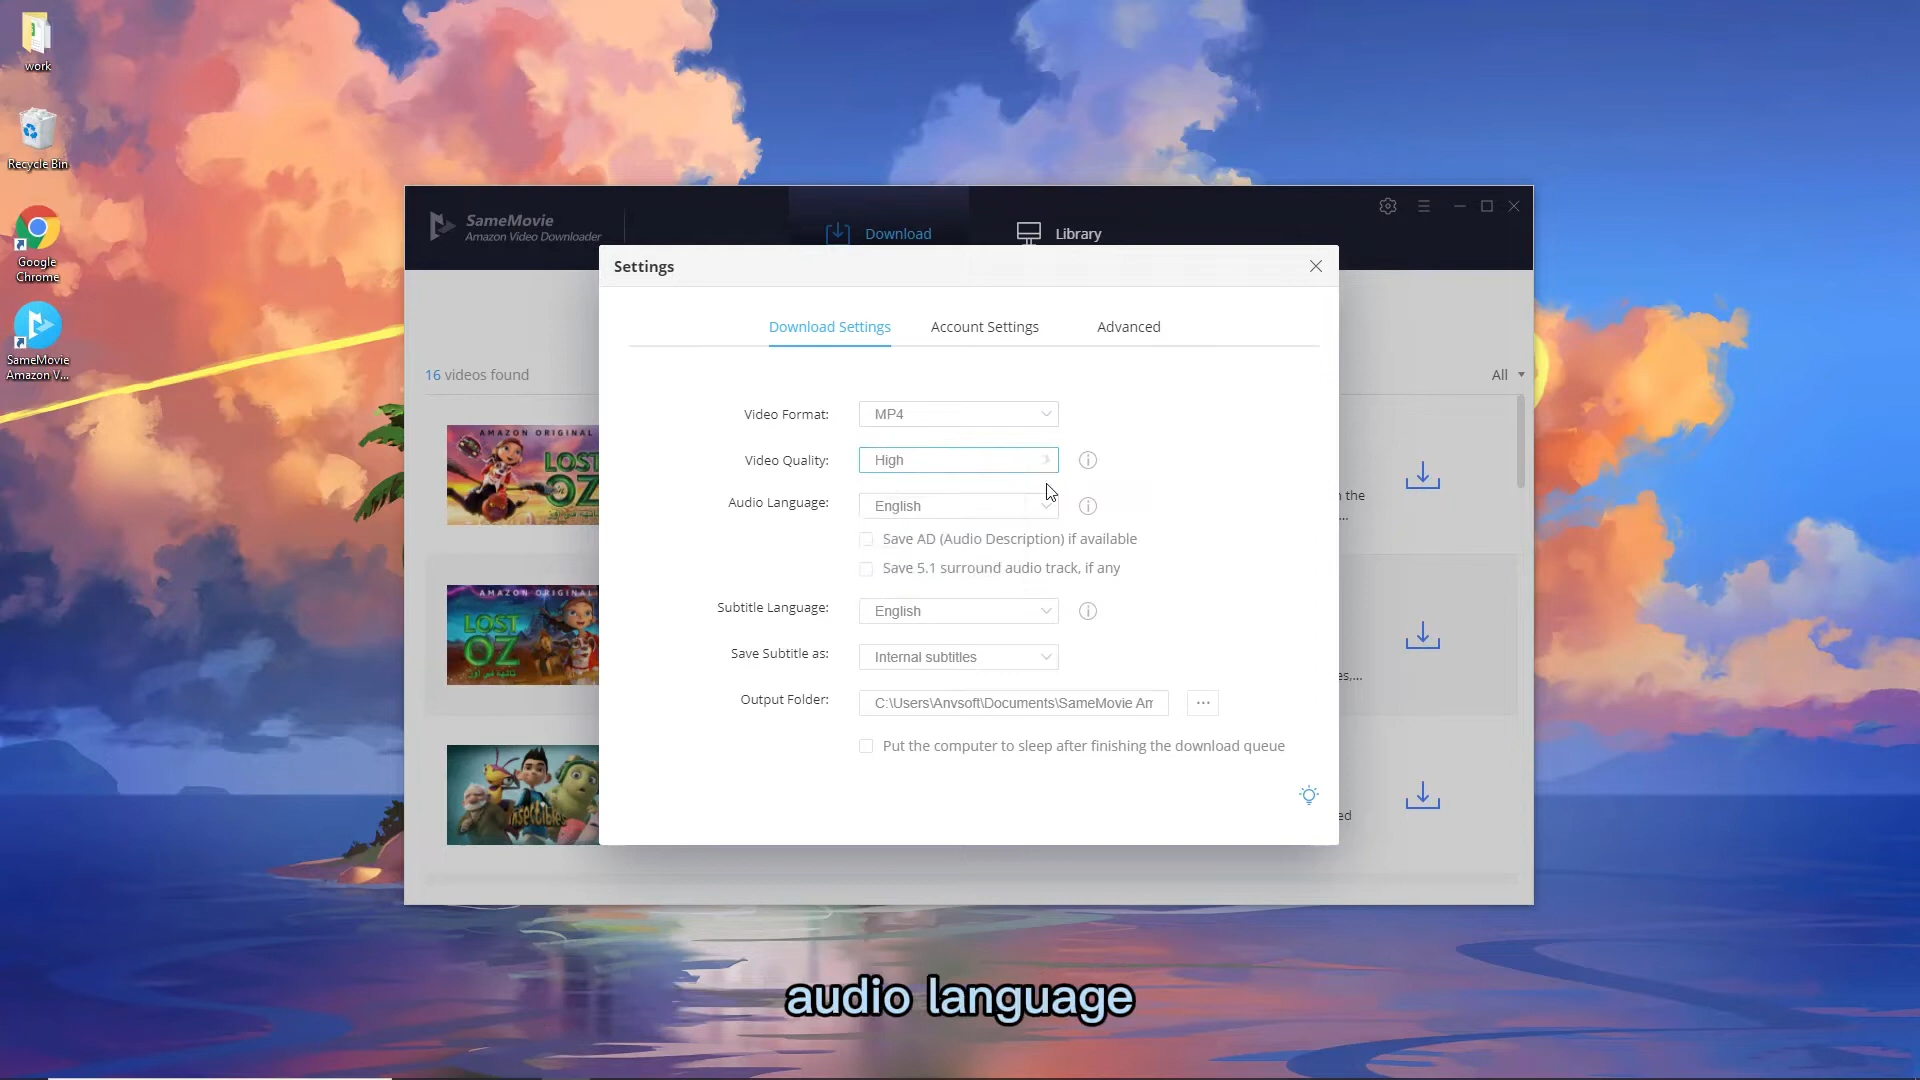 work
Recycle Bin
Google
Chrome
SameMovie
Amazon V...
SameMovie
Amazon Video Downloader
Download
Library
Settings
Download Settings
Account Settings
Advanced
16 videos found
All
Video Format:
MP4
Video Quality:
High
Audio Language:
English
Save AD (Audio Description) if available
Save 5.1 surround audio track, if any
Subtitle Language:
English
Save Subtitle as:
Internal subtitles
Output Folder:
C:\Users\Anvsoft\Documents\SameMovie Am
...
Put the computer to sleep after finishing the download queue
AMAZON ORIGINAL
LOST
OZ
the
...
AMAZON ORIGINAL
LOST
OZ
es,...
insectibles
ed
audio language